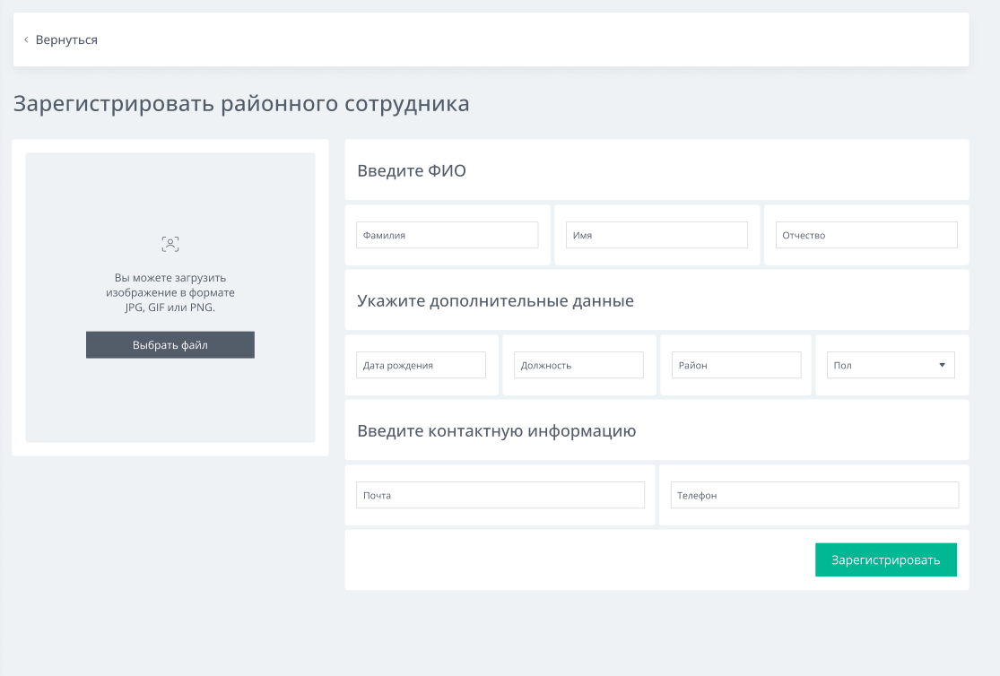 Вернуться
Зарегистрировать районного сотрудника
Вы можете загрузить
изображение в формате
JPG, GIF или PNG.
Выбрать файл
Введите ФИО
Фамилия
Имя
Отчество
Укажите дополнительные данные
Дата рождения
Должность
Район
Пол
Введите контактную информацию
Почта
Телефон
Зарегистрировать